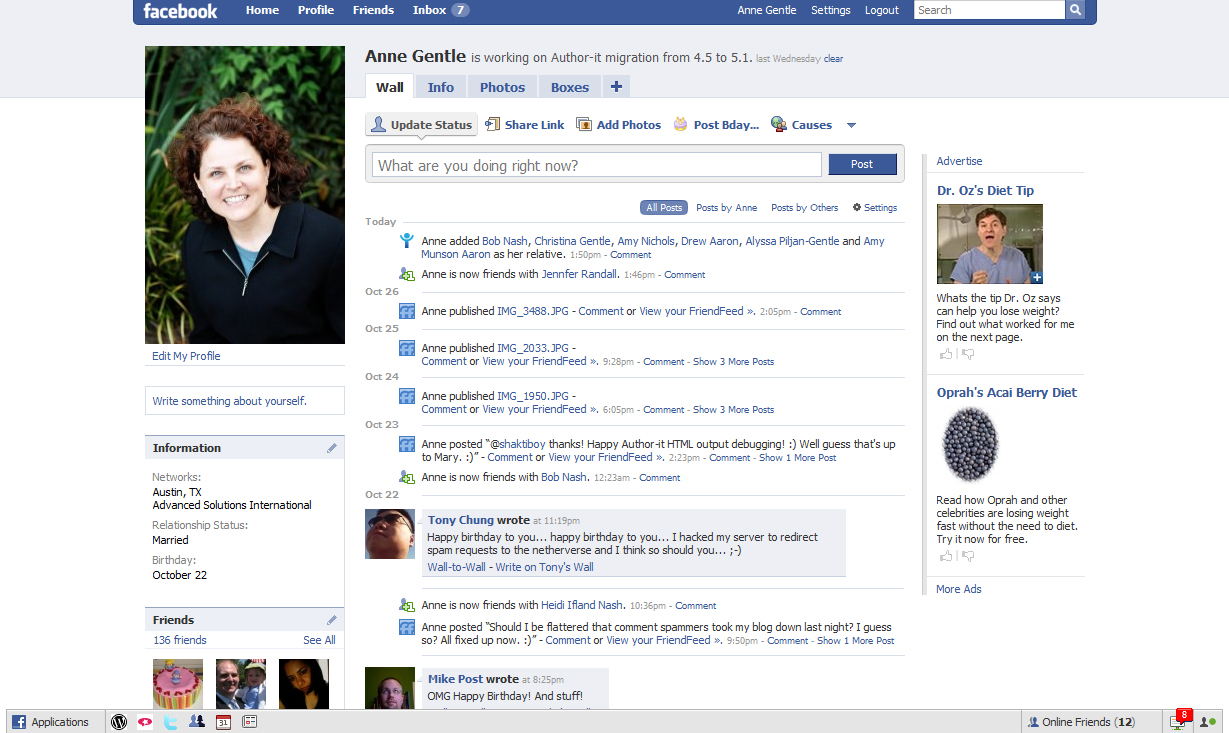 facebook Home Profile Friends Inbox 7 Anne Gentle Settings Logout Search
Anne Gentle is working on Author-it migration from 4.5 to 5.1. last Wednesday clear
Wall Info Photos Boxes +
Update Status Share Link Add Photos Post Bday... Causes
What are you doing right now? Post
All Posts Posts by Anne Posts by Others Settings
Today
Anne added Bob Nash, Christina Gentle, Amy Nichols, Drew Aaron, Alyssa Piljan-Gentle and Amy
Munson Aaron as her relative. 1:50pm - Comment
Anne is now friends with Jennfer Randall. 1:46pm - Comment
Oct 26
Anne published IMG_3488.JPG - Comment or View your FriendFeed ». 2:05pm - Comment
Oct 25
Anne published IMG_2033.JPG -
Comment or View your FriendFeed ». 9:28pm - Comment - Show 3 More Posts
Oct 24
Anne published IMG_1950.JPG -
Comment or View your FriendFeed ». 6:05pm - Comment - Show 3 More Posts
Oct 23
Anne posted “@shaktiboy thanks! Happy Author-it HTML output debugging! :) Well guess that's up
to Mary. :)” - Comment or View your FriendFeed ». 2:23pm - Comment - Show 1 More Post
Anne is now friends with Bob Nash. 12:23am - Comment
Oct 22
Tony Chung wrote at 11:19pm
Happy birthday to you... happy birthday to you... I hacked my server to redirect
spam requests to the netherverse and I think so should you... ;-)
Wall-to-Wall - Write on Tony's Wall
Anne is now friends with Heidi Ifland Nash. 10:36pm - Comment
Anne posted “Should I be flattered that comment spammers took my blog down last night? I guess
so? All fixed up now. :)” - Comment or View your FriendFeed ». 9:50pm - Comment - Show 1 More Post
Mike Post wrote at 8:25pm
OMG Happy Birthday! And stuff!
Edit My Profile
Write something about yourself.
Information
Networks:
Austin, TX
Advanced Solutions International
Relationship Status:
Married
Birthday:
October 22
Friends
136 friends See All
Advertise
Dr. Oz's Diet Tip
Whats the tip Dr. Oz says
can help you lose weight?
Find out what worked for me
on the next page.
Oprah's Acai Berry Diet
Read how Oprah and other
celebrities are losing weight
fast without the need to diet.
Try it now for free.
More Ads
Applications 31 Online Friends (12) 8